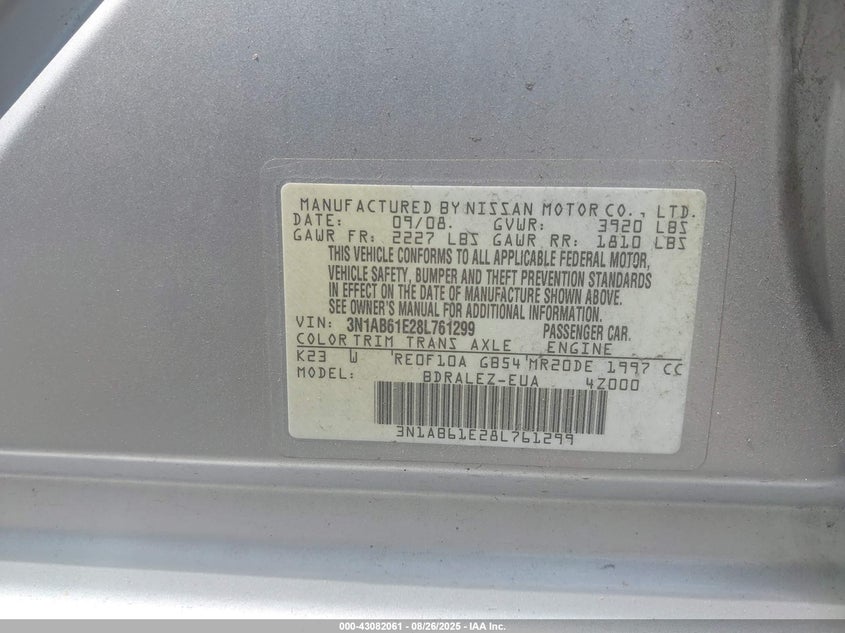 MANUFACTURED BY NISSAN MOTOR CO., LTD.
DATE: 09/08. GVWR: 3920 LBS
GAWR FR: 2227 LBS GAWR RR: 1810 LBS
THIS VEHICLE CONFORMS TO ALL APPLICABLE FEDERAL MOTOR,
VEHICLE SAFETY, BUMPER AND THEFT PREVENTION STANDARDS
IN EFFECT ON THE DATE OF MANUFACTURE SHOWN ABOVE.
SEE OWNER'S MANUAL FOR ADDITIONAL INFORMATION.
VIN: 3N1AB61E28L761299 PASSENGER CAR.
COLOR TRIM TRANS AXLE ENGINE
K23 W RE0F10A GB54 MR20DE 1997 CC
MODEL: BDRALEZ-EUA 4Z000
3N1AB61E28L761299
000-43082061 - 08/26/2025 - IAA Inc.